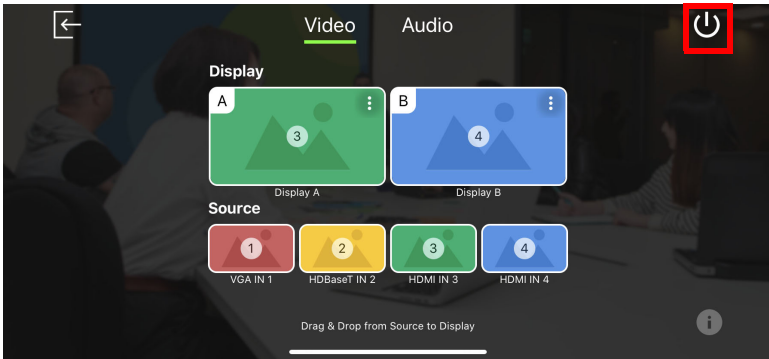 Video Audio
Display
A B
3 4
Display A Display B
Source
1 2 3 4
VGA IN 1 HDBaseT IN 2 HDMI IN 3 HDMI IN 4
Drag & Drop from Source to Display
i